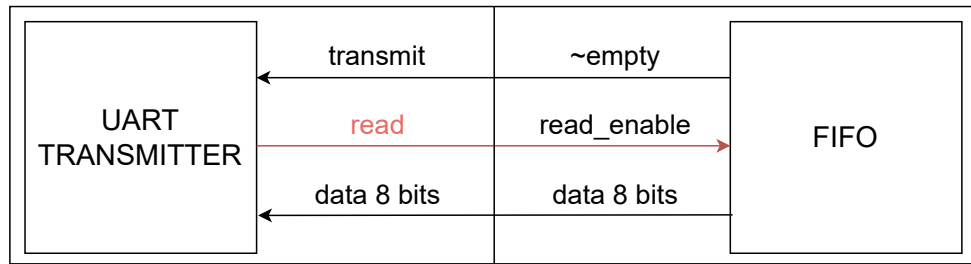 UART
TRANSMITTER
transmit
~empty
read
read_enable
data 8 bits
data 8 bits
FIFO